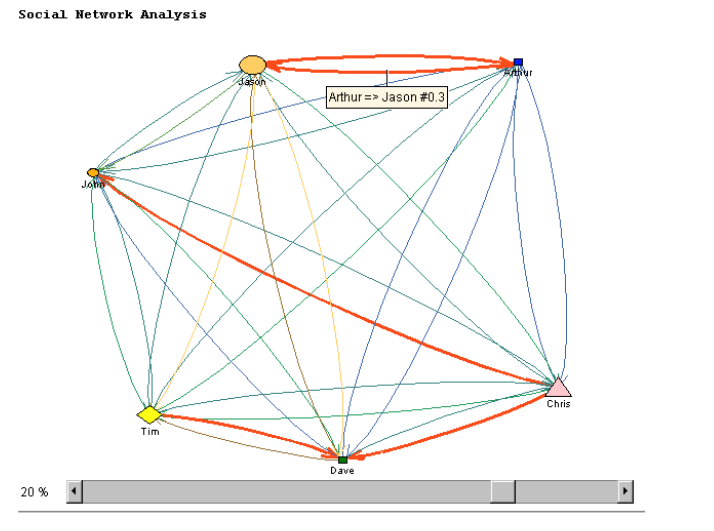 Social Network Analysis
Jason
Arthur
Arthur => Jason #0.3
John
Chris
Tim
Dave
20 %